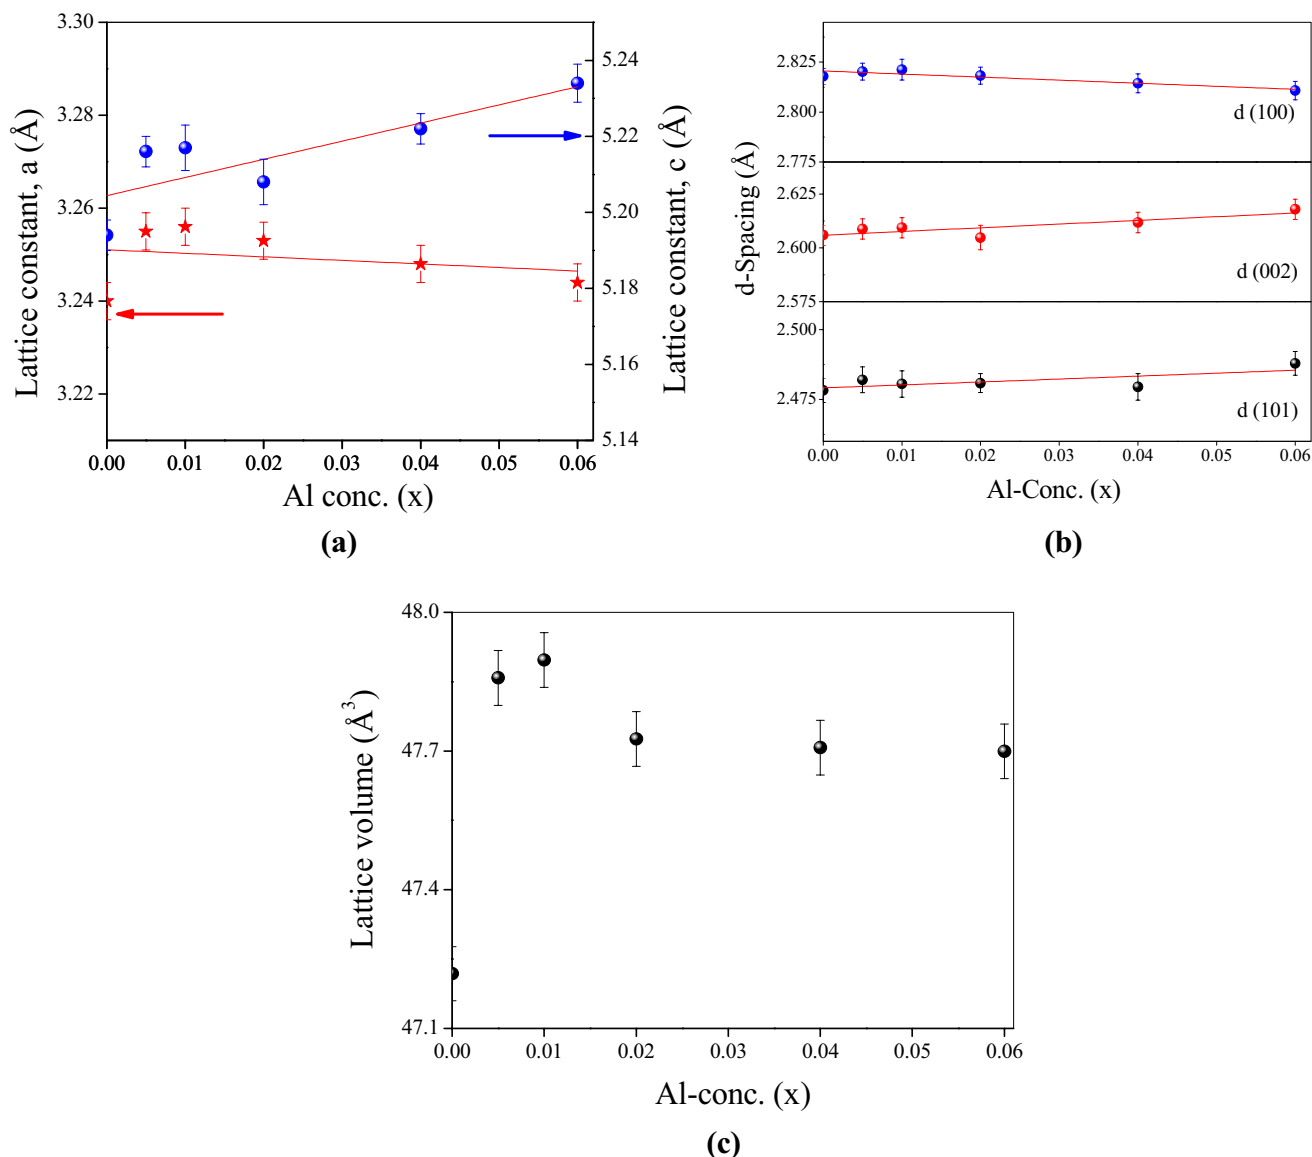 3.30
3.28
3.26
3.24
3.22
Lattice constant, a (Å)
5.24
5.22
5.20
5.18
5.16
5.14
Lattice constant, c (Å)
0.00 0.01 0.02 0.03 0.04 0.05 0.06
Al conc. (x)
(a)
d-Spacing (Å)
2.825
2.800
d (100)
2.775
2.625
2.600
d (002)
2.575
2.500
2.475
d (101)
0.00 0.01 0.02 0.03 0.04 0.05 0.06
Al-Conc. (x)
(b)
48.0
47.7
47.4
47.1
Lattice volume (Å³)
0.00 0.01 0.02 0.03 0.04 0.05 0.06
Al-conc. (x)
(c)